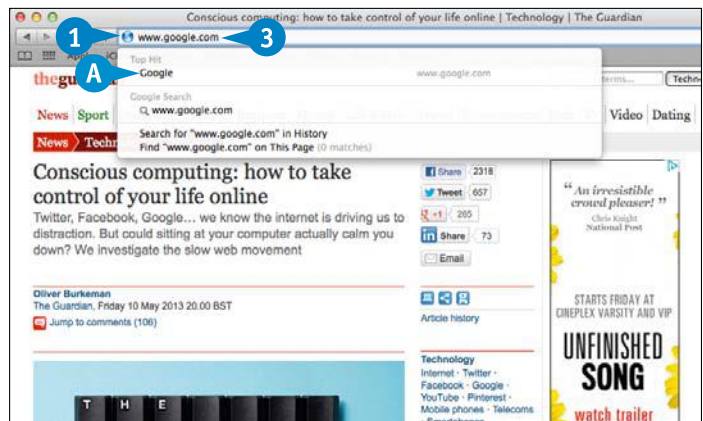 Conscious computing: how to take control of your life online | Technology | The Guardian
1
www.google.com
3
Top Hit
A
Google www.google.com
Google Search
www.google.com
Search for "www.google.com" in History
Find "www.google.com" on This Page (0 matches)
News Sport
Video Dating
News
Conscious computing: how to take
control of your life online
Twitter, Facebook, Google... we know the internet is driving us to
distraction. But could sitting at your computer actually calm you
down? We investigate the slow web movement
Oliver Burkeman
The Guardian, Friday 10 May 2013 20.00 BST
Jump to comments (106)
T H E
Share 2318
Tweet 657
+1 265
in Share 73
Email
Article history
Technology
Internet · Twitter ·
Facebook · Google ·
YouTube · Pinterest ·
Mobile phones · Telecoms
· Smartphones
"An irresistible
crowd pleaser!"
Chris Knight
National Post
STARTS FRIDAY AT
CINEPLEX VARSITY AND VIP
UNFINISHED
SONG
watch trailer